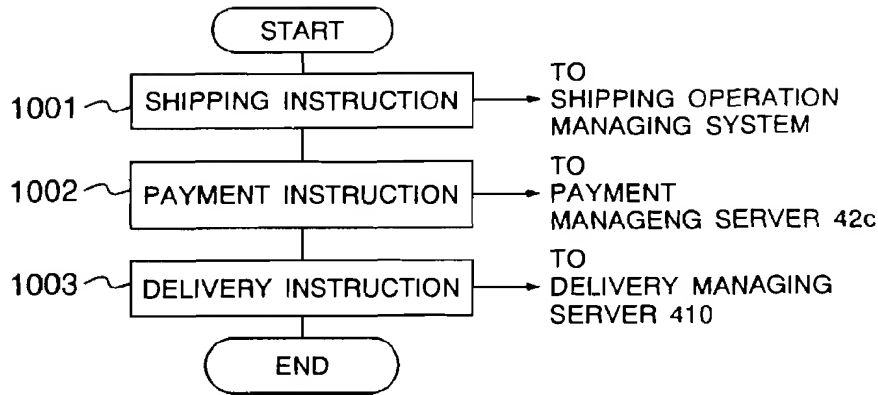 START
1001 SHIPPING INSTRUCTION
TO
SHIPPING OPERATION
MANAGING SYSTEM
1002 PAYMENT INSTRUCTION
TO
PAYMENT
MANAGENG SERVER 42c
1003 DELIVERY INSTRUCTION
TO
DELIVERY MANAGING
SERVER 410
END